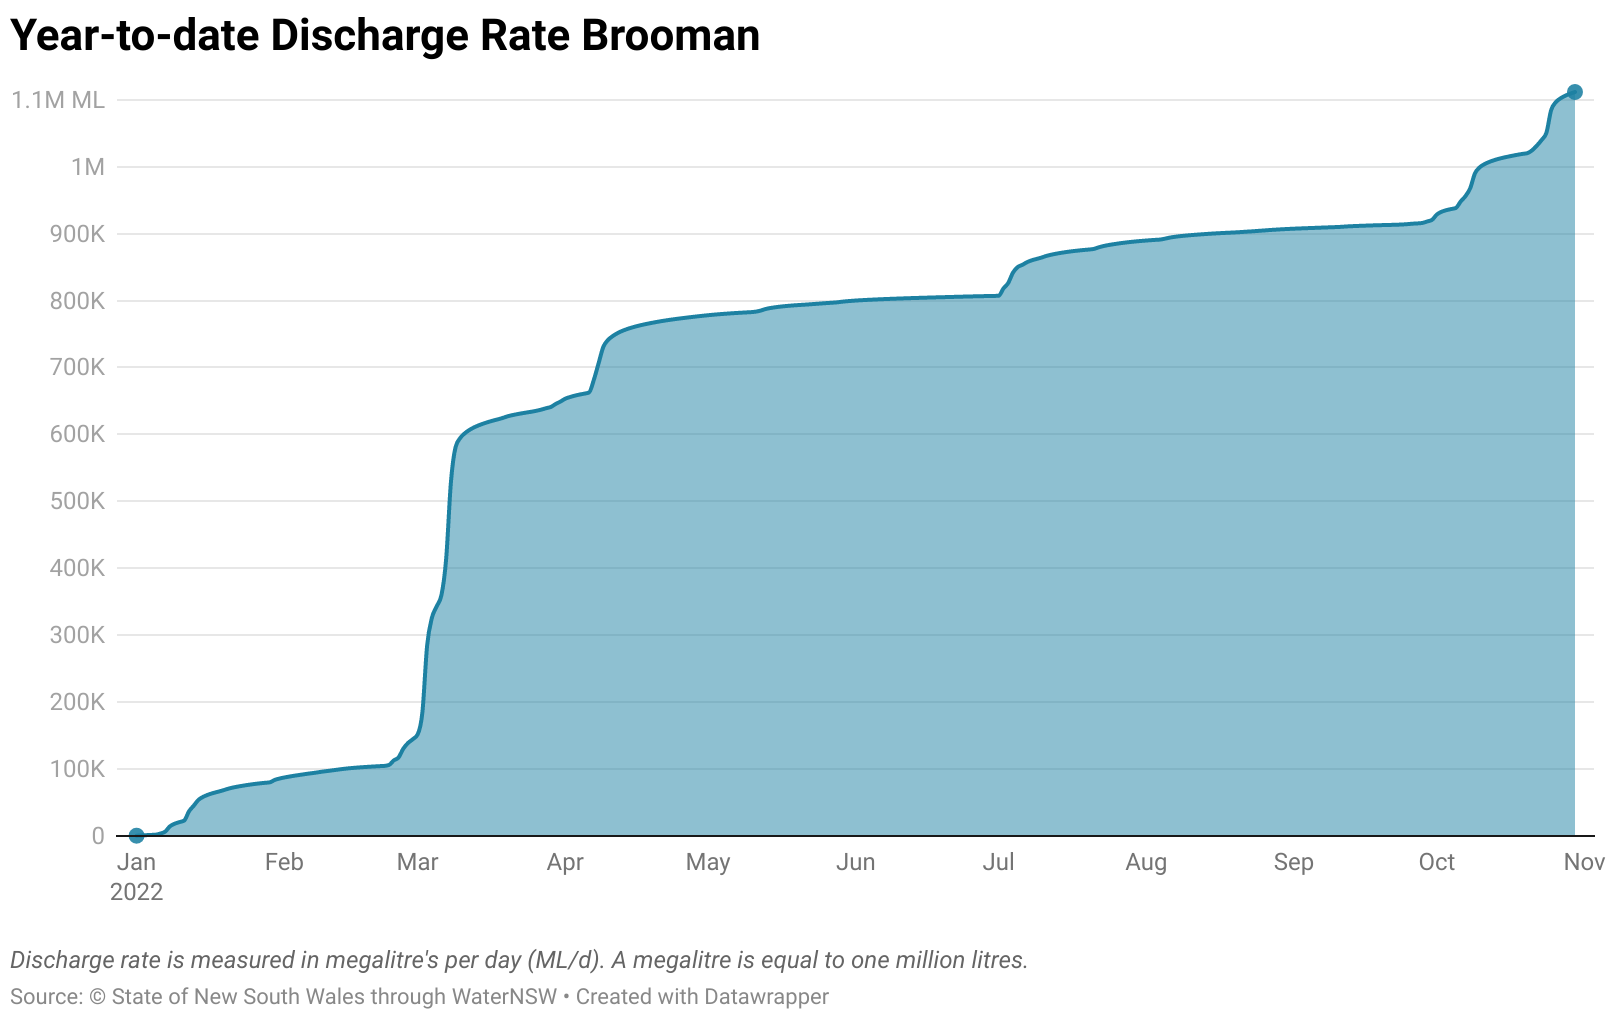 Year-to-date Discharge Rate Brooman
1.1M ML
1M
900K
800K
700K
600K
500K
400K
300K
200K
100K
0
Jan Feb Mar Apr May Jun Jul Aug Sep Oct Nov
2022
Discharge rate is measured in megalitre's per day (ML/d). A megalitre is equal to one million litres.
Source: © State of New South Wales through WaterNSW • Created with Datawrapper